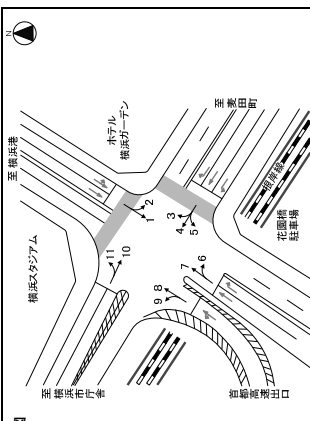 N
至横浜港
ホテル
横浜ガーデン
至麦田町
横浜スタジアム
11
10
2
1
3
4
5
根岸線
花園橋
駐車場
7
6
8
9
至横浜市庁舎
首都高速出口